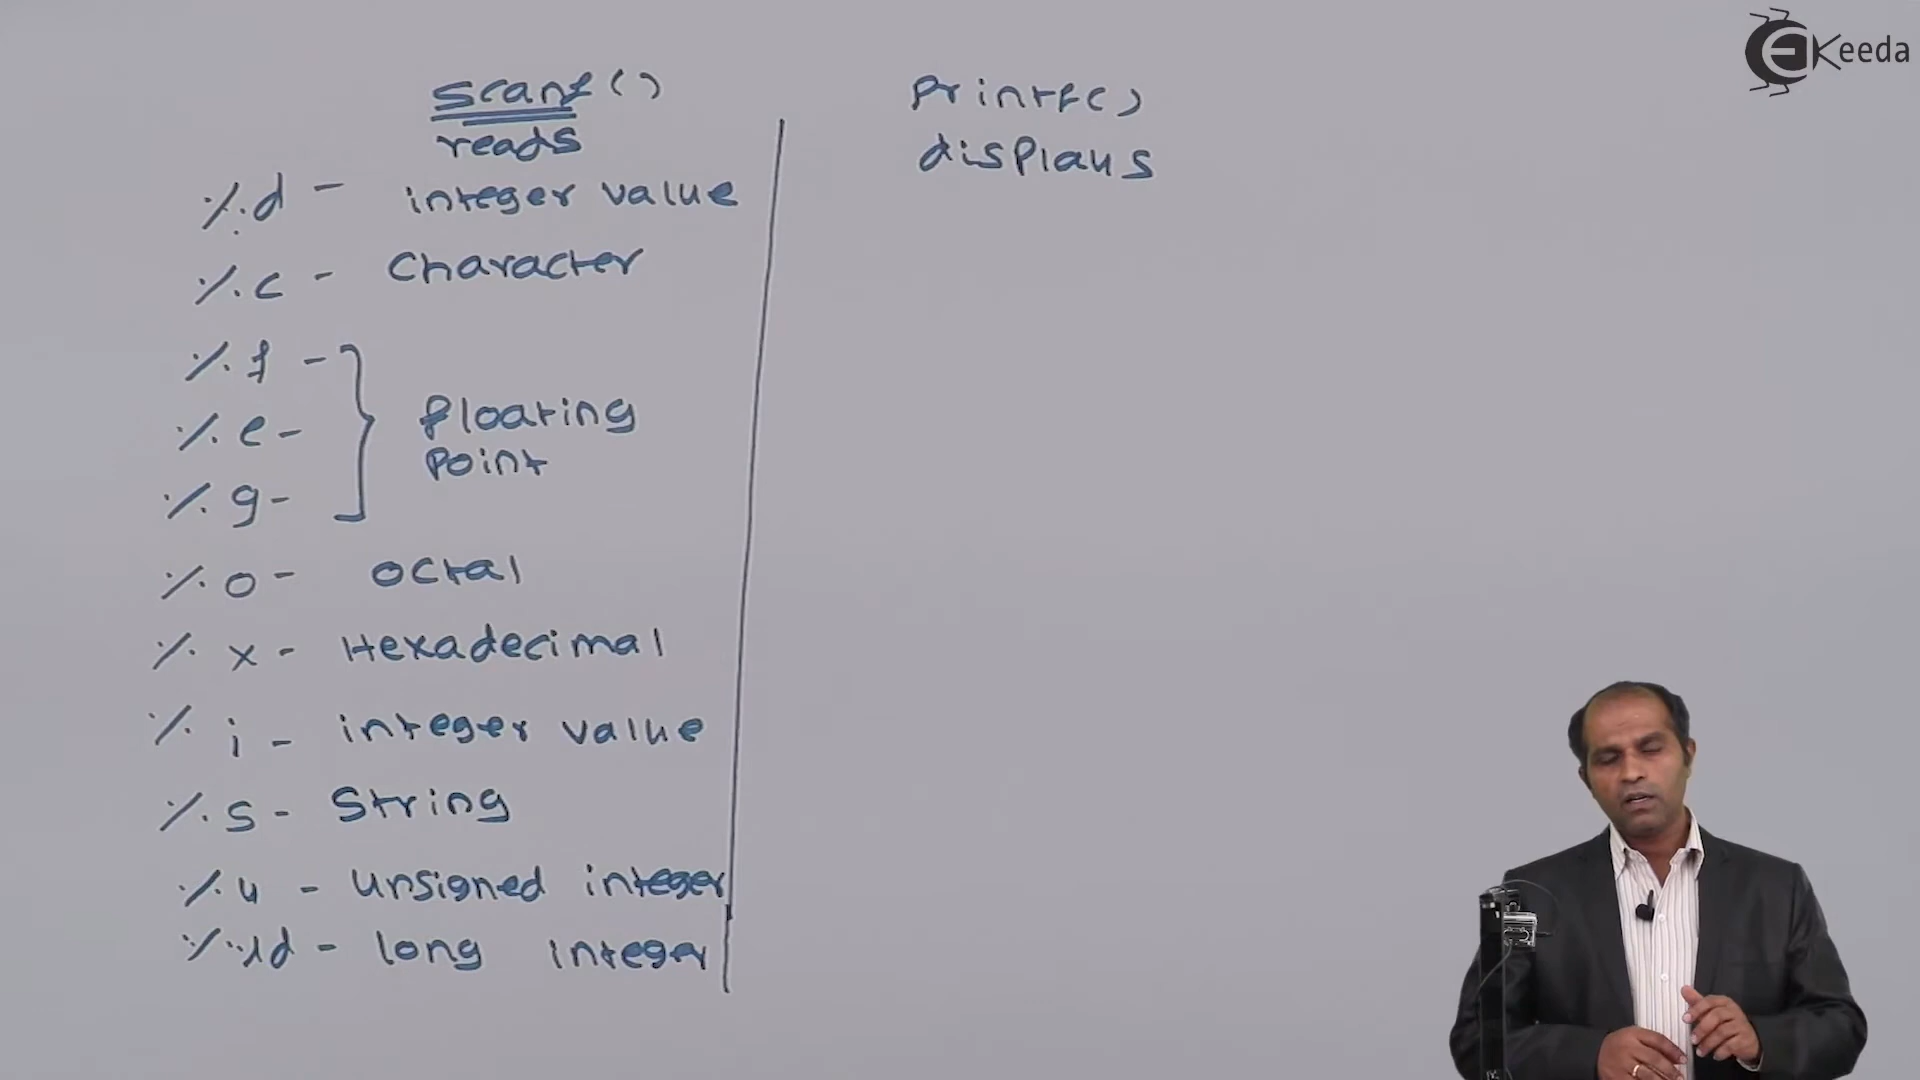 scanf()
reads
%d - integer value
%c - Character
%f -
%e -
%g -
floating
point
%o - octal
%x - Hexadecimal
%i - integer value
%s - String
%u - unsigned integer
%ld - long integer
printf()
displays
EKeeda